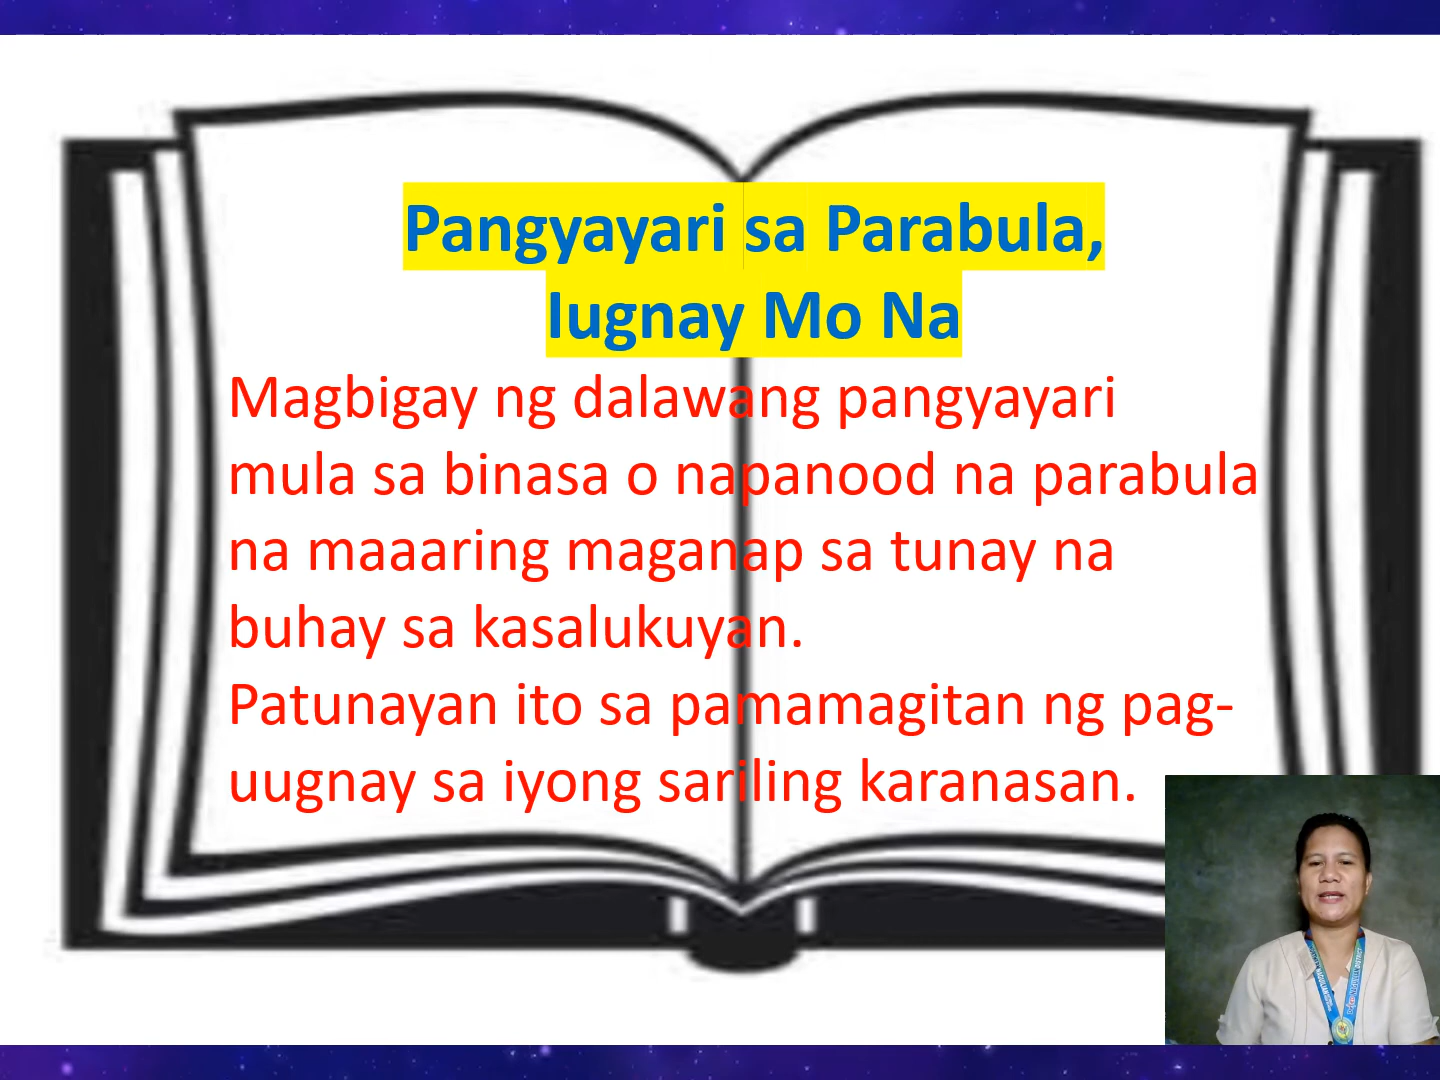 Pangyayari sa Parabula,
Iugnay Mo Na
Magbigay ng dalawang pangyayari
mula sa binasa o napanood na parabula
na maaaring maganap sa tunay na
buhay sa kasalukuyan.
Patunayan ito sa pamamagitan ng pag-
uugnay sa iyong sariling karanasan.